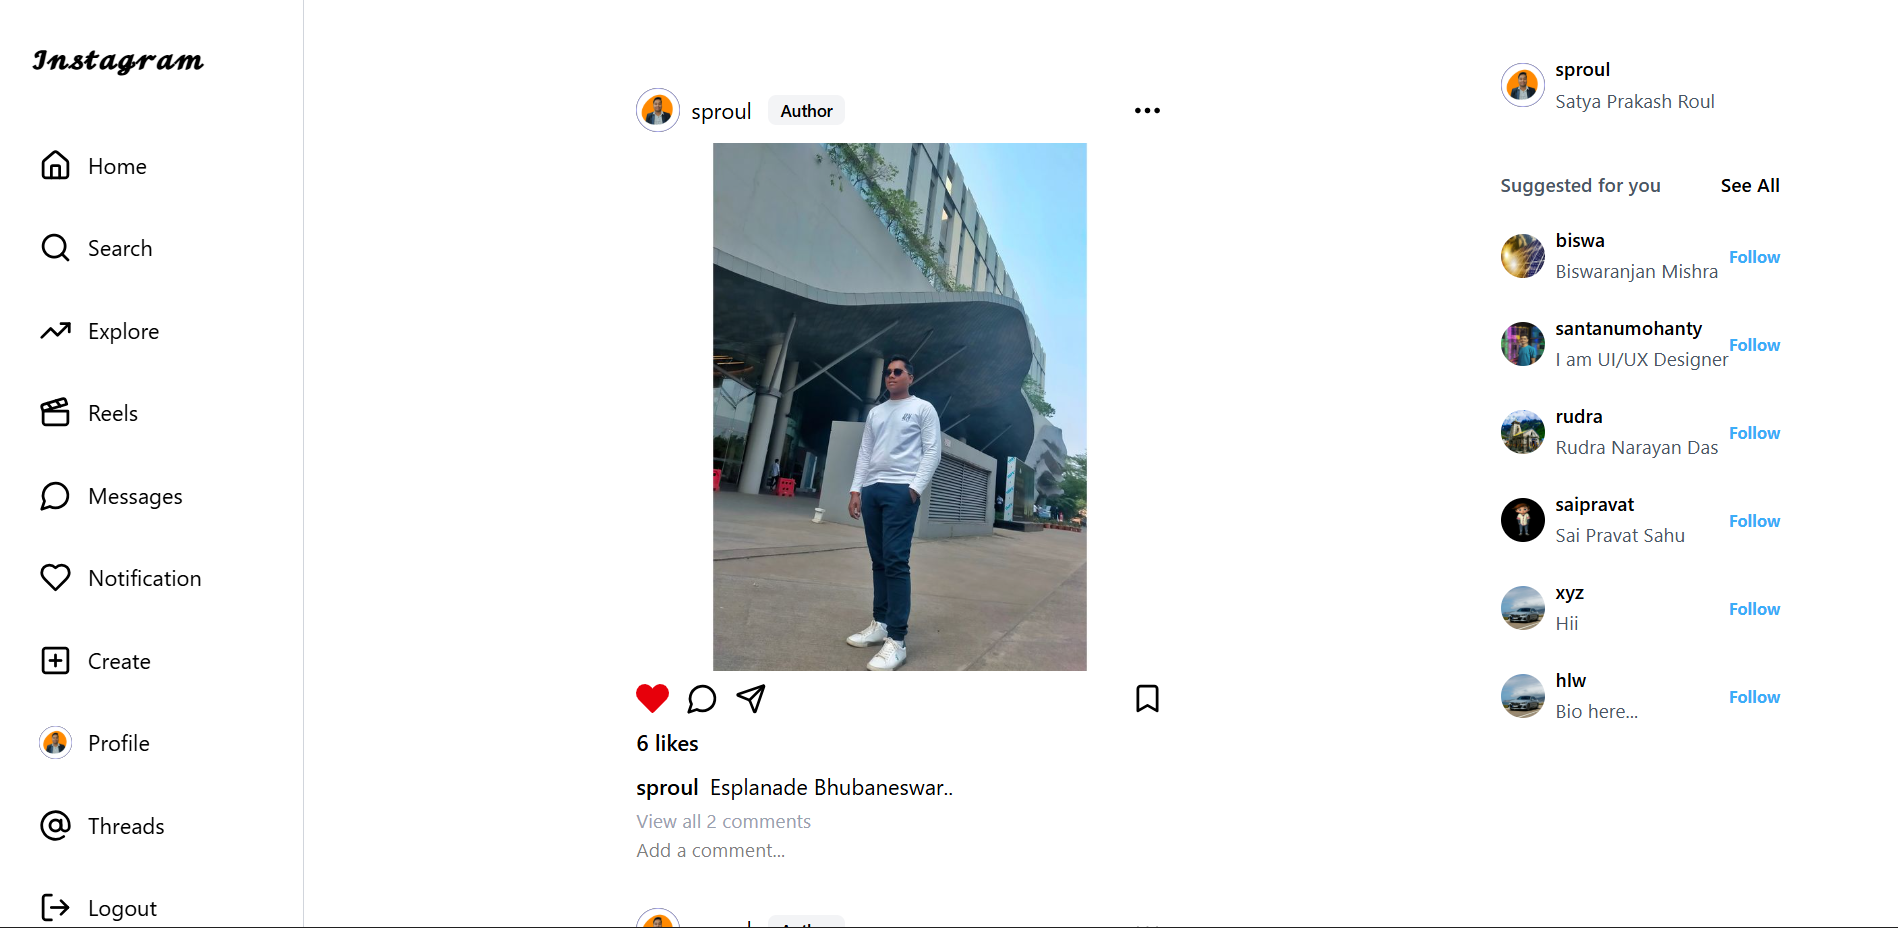 Instagram
Home
Search
Explore
Reels
Messages
Notification
Create
Profile
Threads
Logout
sproul Author
6 likes
sproul Esplanade Bhubaneswar..
View all 2 comments
Add a comment...
sproul
Satya Prakash Roul
Suggested for you See All
biswa
Biswaranjan Mishra Follow
santanumohanty
I am UI/UX Designer Follow
rudra
Rudra Narayan Das Follow
saipravat
Sai Pravat Sahu Follow
xyz
Hii Follow
hlw
Bio here... Follow